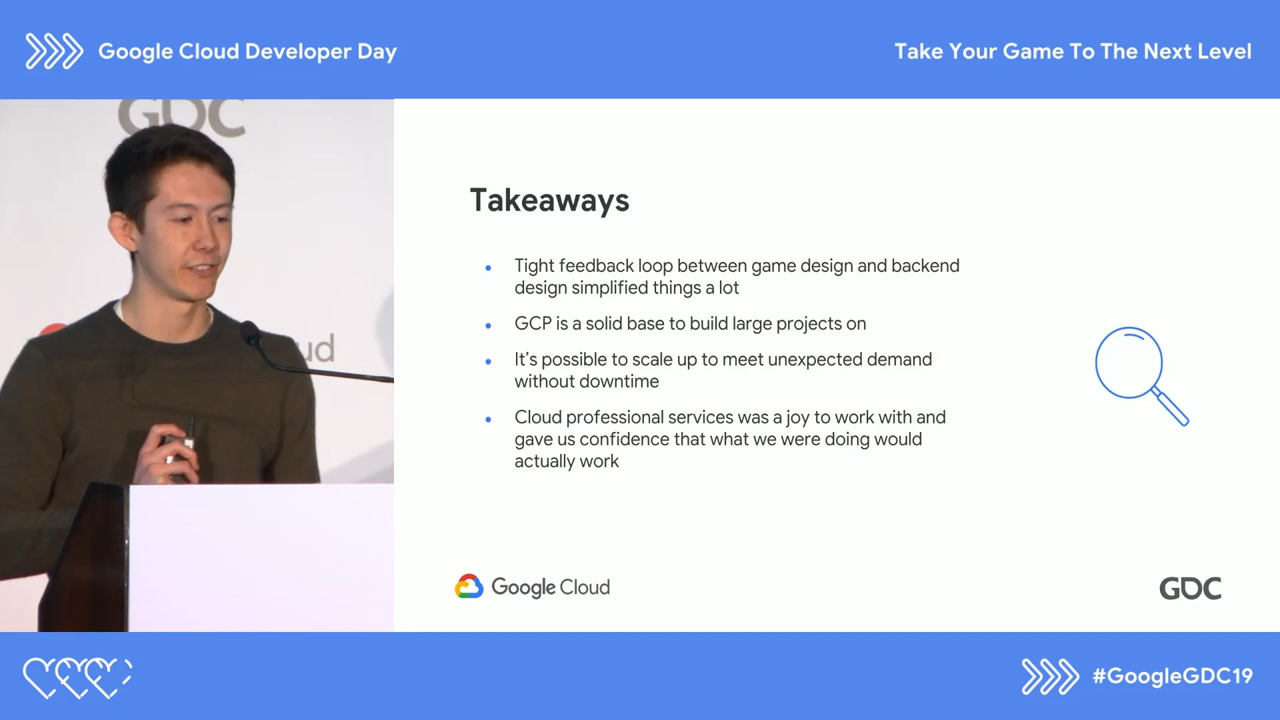 Google Cloud Developer Day
Take Your Game To The Next Level
GDC
ud
Takeaways
Tight feedback loop between game design and backend
design simplified things a lot
GCP is a solid base to build large projects on
It’s possible to scale up to meet unexpected demand
without downtime
Cloud professional services was a joy to work with and
gave us confidence that what we were doing would
actually work
Google Cloud
GDC
#GoogleGDC19